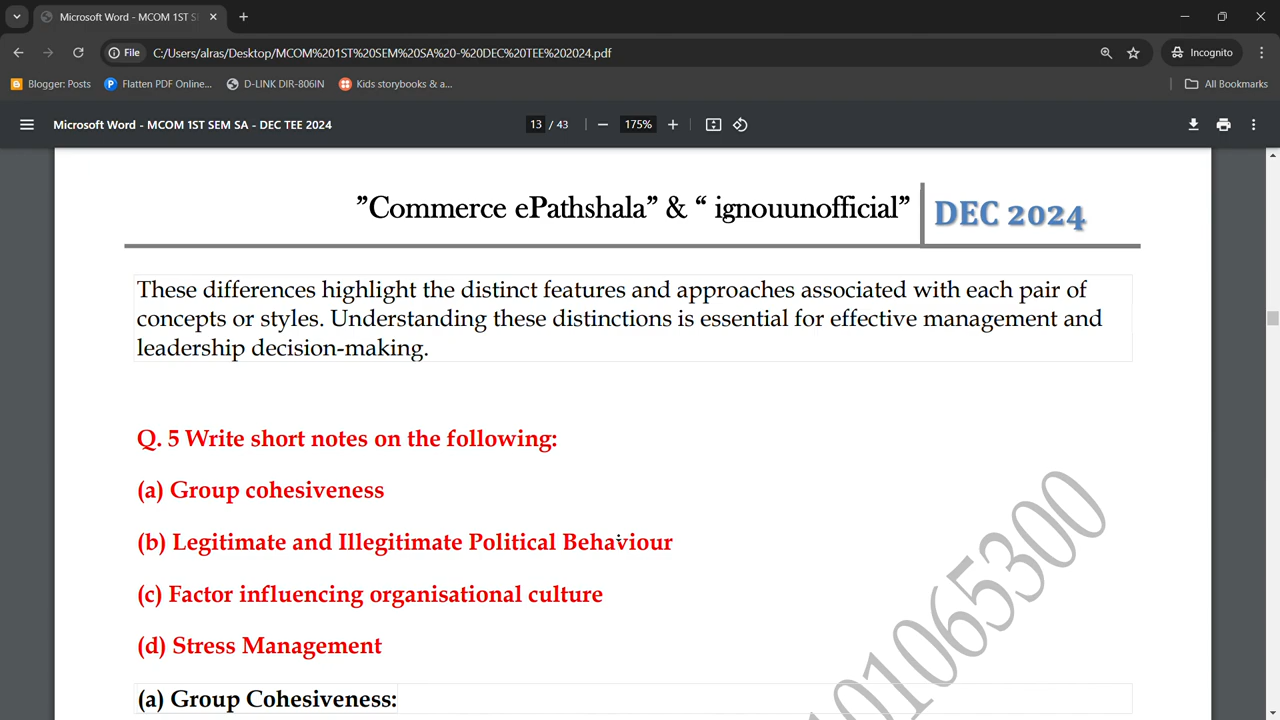 Microsoft Word - MCOM 1ST S
File
C:/Users/alras/Desktop/MCOM%201ST%20SEM%20SA%20-%20DEC%20TEE%202024.pdf
Incognito
Blogger: Posts
Flatten PDF Online...
D-LINK DIR-806IN
Kids storybooks & a...
All Bookmarks
Microsoft Word - MCOM 1ST SEM SA - DEC TEE 2024
13 / 43
175%
”Commerce ePathshala” & “ ignouunofficial”
DEC 2024
These differences highlight the distinct features and approaches associated with each pair of
concepts or styles. Understanding these distinctions is essential for effective management and
leadership decision-making.
Q. 5 Write short notes on the following:
(a) Group cohesiveness
(b) Legitimate and Illegitimate Political Behaviour
(c) Factor influencing organisational culture
(d) Stress Management
(a) Group Cohesiveness: